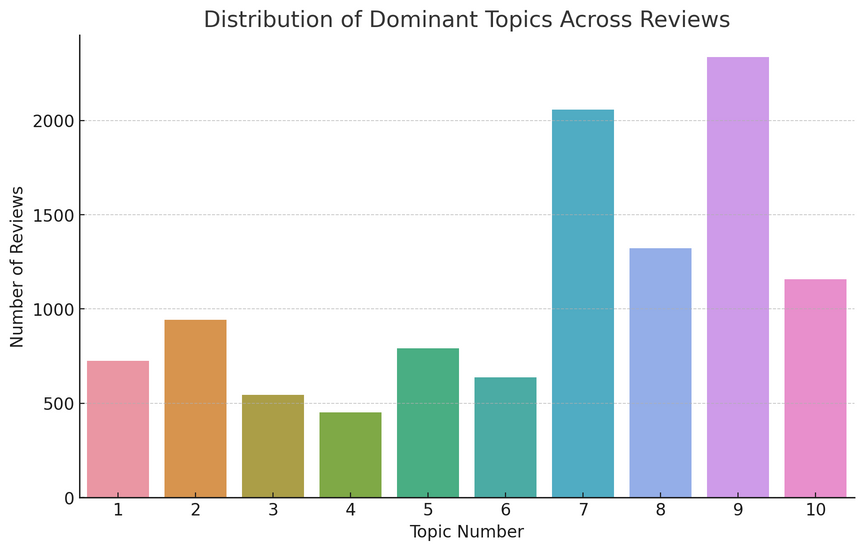 Distribution of Dominant Topics Across Reviews
Number of Reviews
2000
1500
1000
500
0
1 2 3 4 5 6 7 8 9 10
Topic Number